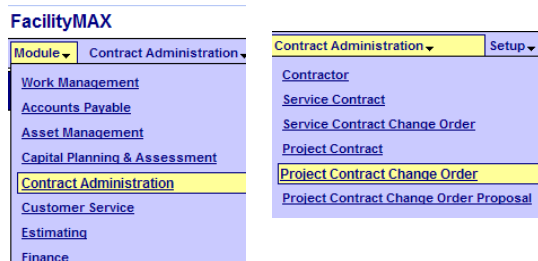 FacilityMAX
Module Contract Administration
Work Management
Accounts Payable
Asset Management
Capital Planning & Assessment
Contract Administration
Customer Service
Estimating
Finance
Contract Administration Setup
Contractor
Service Contract
Service Contract Change Order
Project Contract
Project Contract Change Order
Project Contract Change Order Proposal